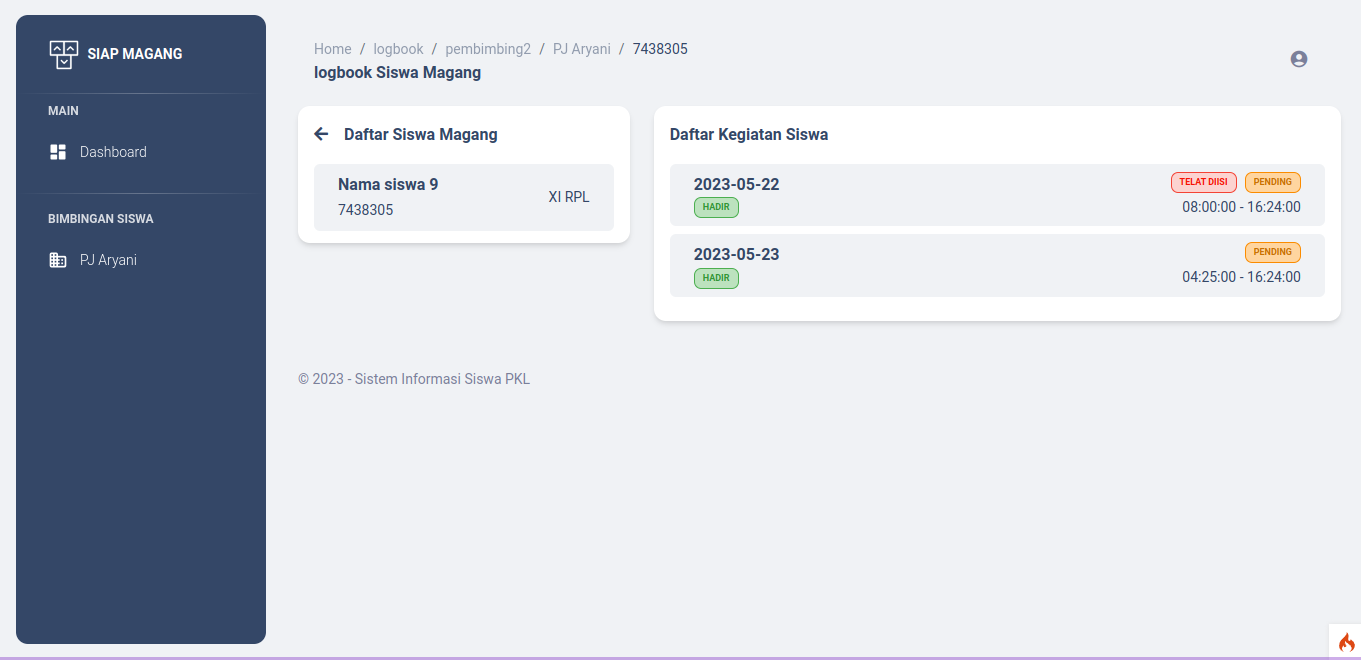 SIAP MAGANG
MAIN
Dashboard
BIMBINGAN SISWA
PJ Aryani
Home / logbook / pembimbing2 / PJ Aryani / 7438305
logbook Siswa Magang
Daftar Siswa Magang
Nama siswa 9
7438305
XI RPL
Daftar Kegiatan Siswa
2023-05-22
TELAT DIISI PENDING
HADIR
08:00:00 - 16:24:00
2023-05-23
PENDING
HADIR
04:25:00 - 16:24:00
© 2023 - Sistem Informasi Siswa PKL